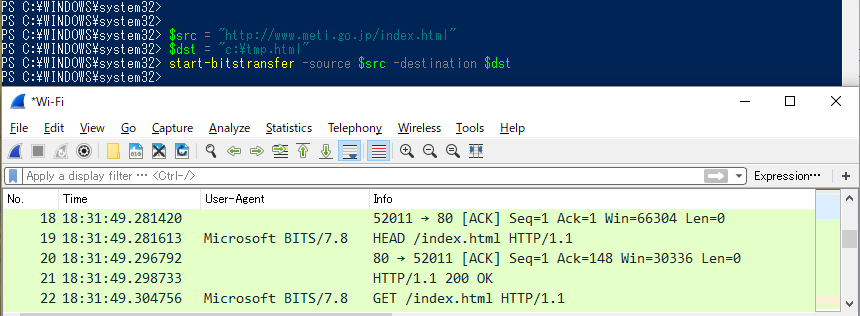 PS C:¥WINDOWS¥system32>
PS C:¥WINDOWS¥system32>
PS C:¥WINDOWS¥system32> $src = "http://www.meti.go.jp/index.html"
PS C:¥WINDOWS¥system32> $dst = "c:¥tmp.html"
PS C:¥WINDOWS¥system32> start-bitstransfer -source $src -destination $dst
PS C:¥WINDOWS¥system32>
*Wi-Fi
File Edit View Go Capture Analyze Statistics Telephony Wireless Tools Help
Apply a display filter ··· <Ctrl-/> Expression··· +
No. Time User-Agent Info
18 18:31:49.281420 52011 → 80 [ACK] Seq=1 Ack=1 Win=66304 Len=0
19 18:31:49.281613 Microsoft BITS/7.8 HEAD /index.html HTTP/1.1
20 18:31:49.296792 80 → 52011 [ACK] Seq=1 Ack=148 Win=30336 Len=0
21 18:31:49.298733 HTTP/1.1 200 OK
22 18:31:49.304756 Microsoft BITS/7.8 GET /index.html HTTP/1.1